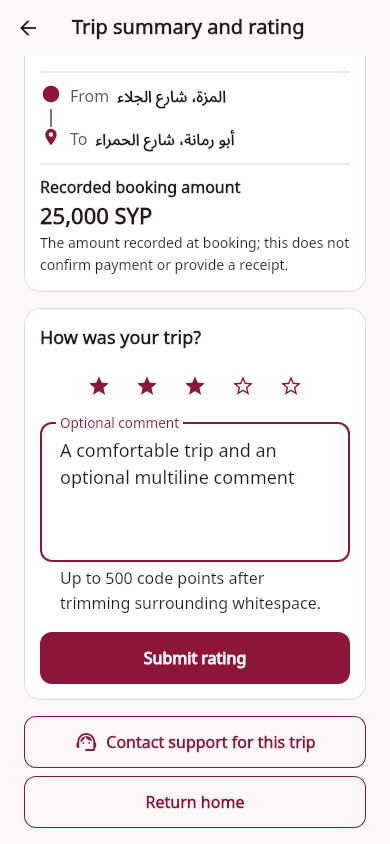 Trip summary and rating
From المزة، شارع الجلاء
To أبو رمانة، شارع الحمراء
Recorded booking amount
25,000 SYP
The amount recorded at booking; this does not
confirm payment or provide a receipt.
How was your trip?
Optional comment
A comfortable trip and an
optional multiline comment
Up to 500 code points after
trimming surrounding whitespace.
Submit rating
Contact support for this trip
Return home